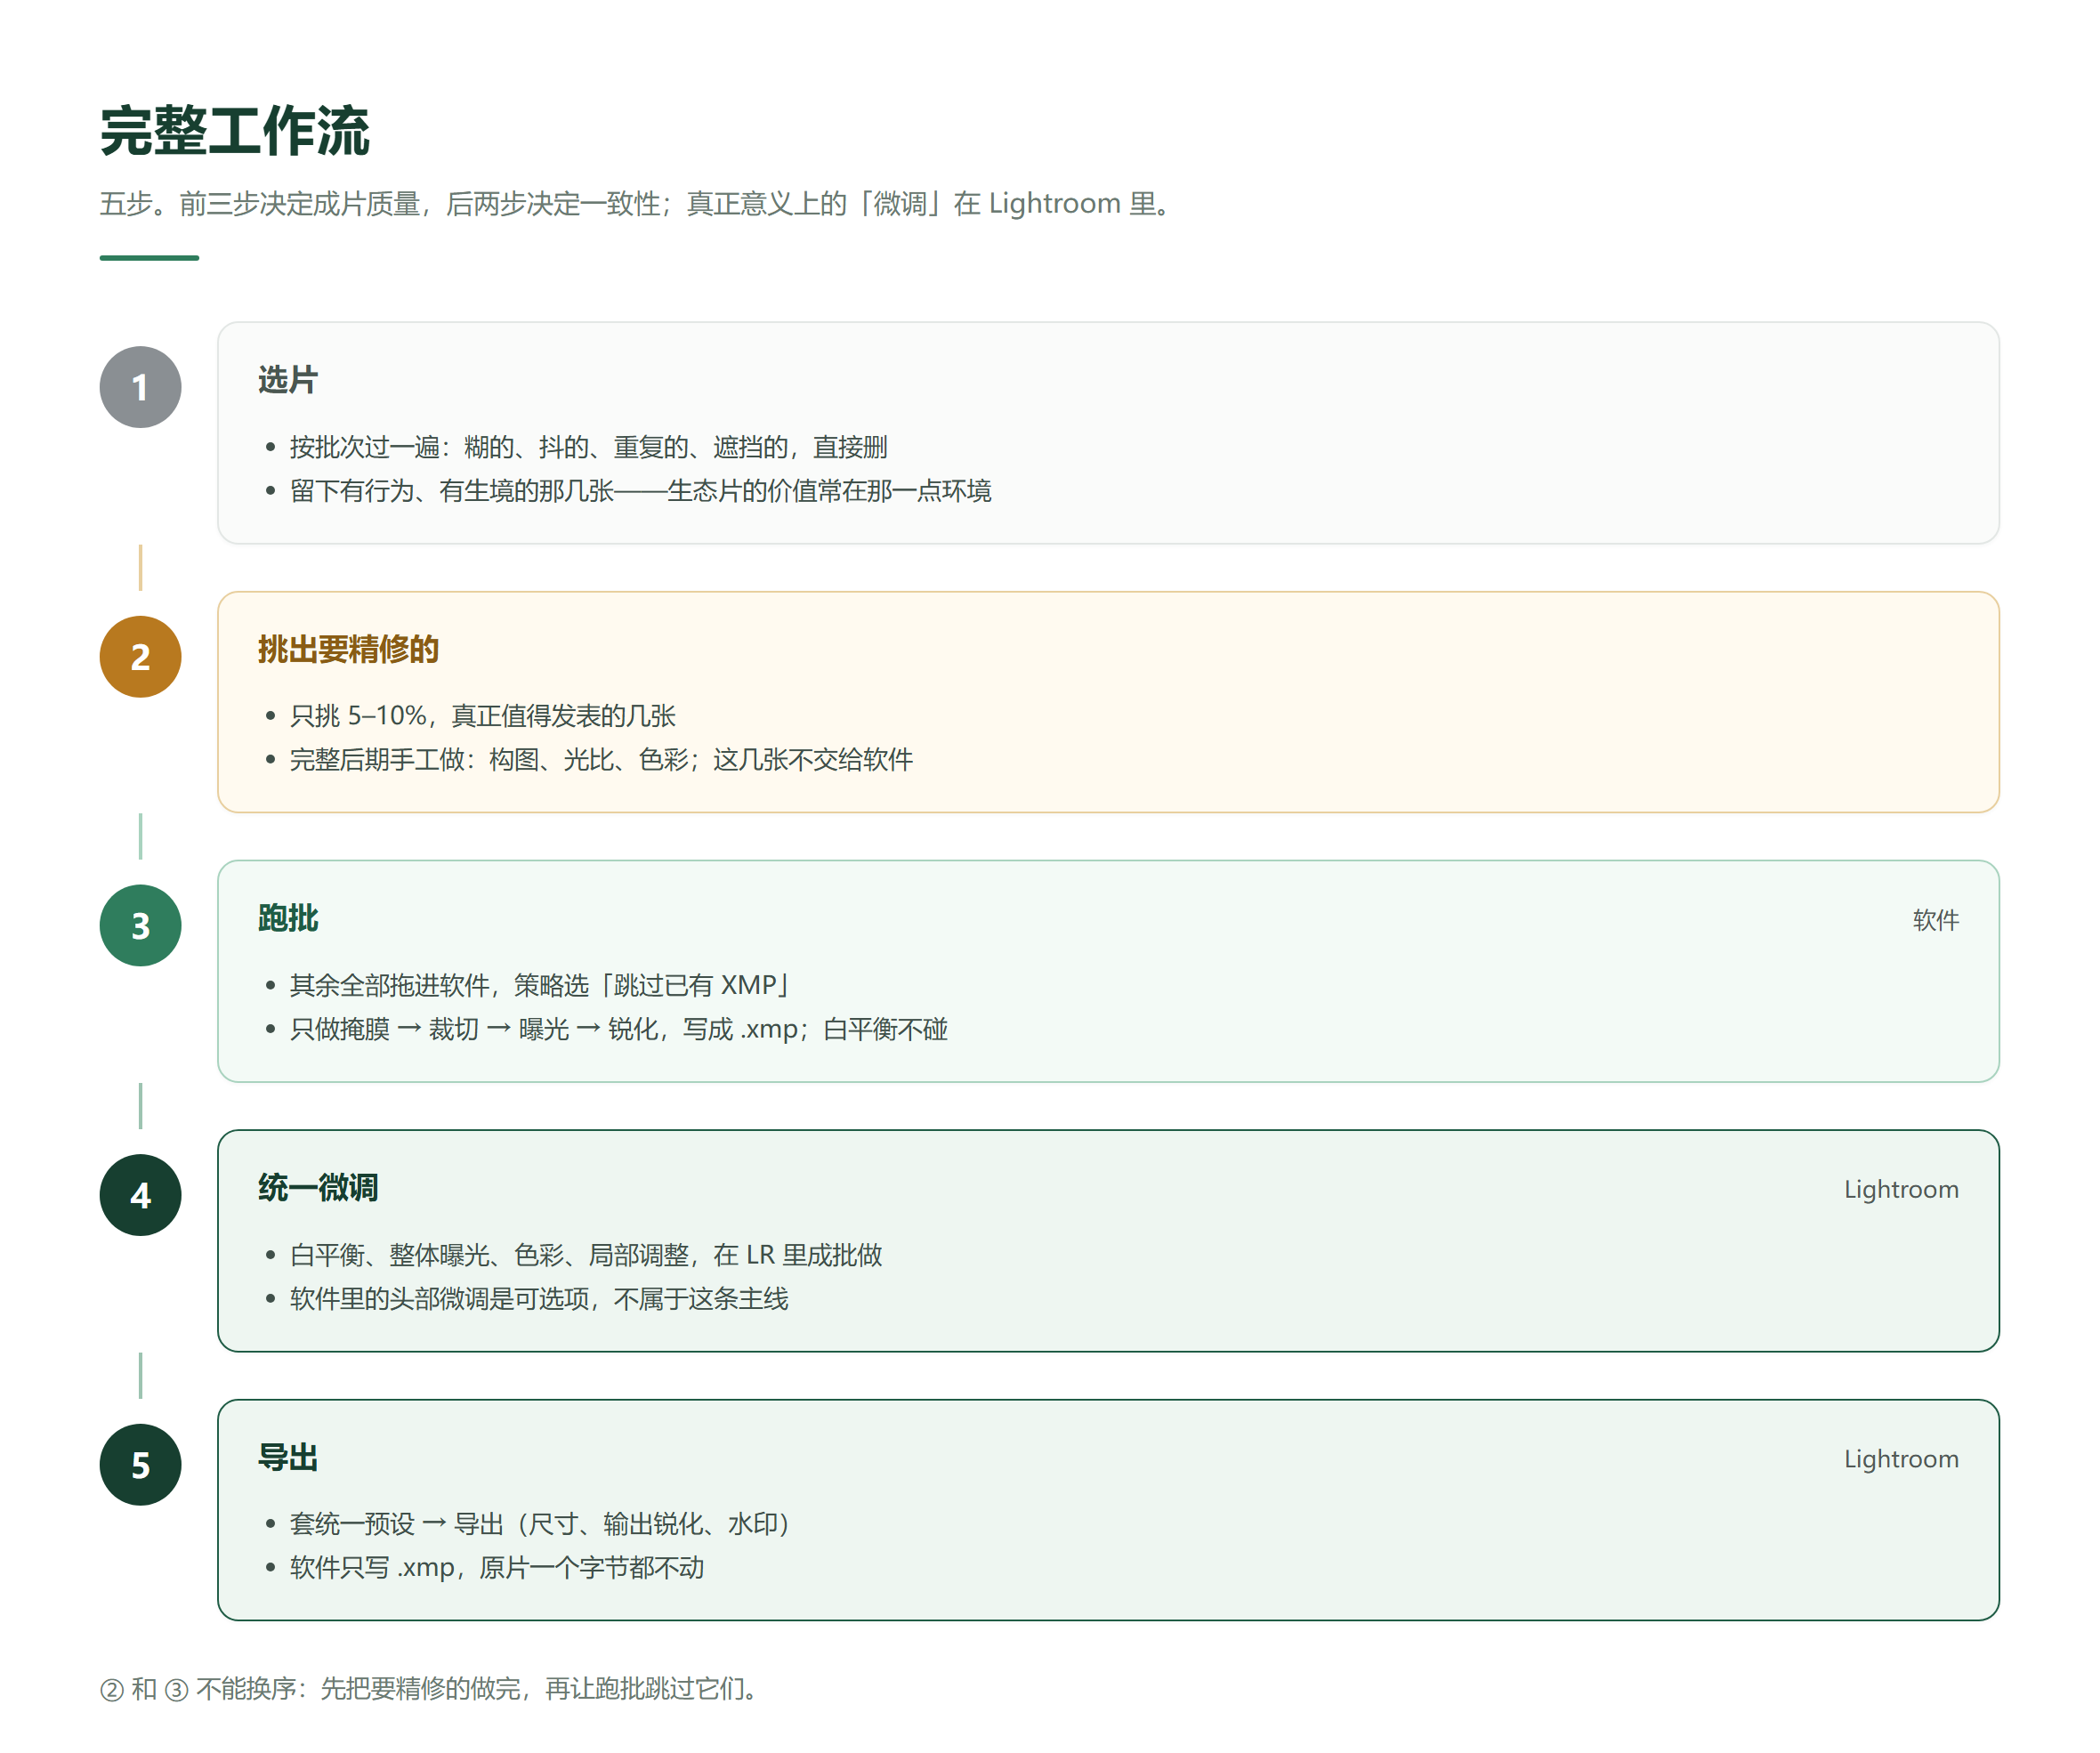 完整工作流
五步。前三步决定成片质量，后两步决定一致性；真正意义上的「微调」在 Lightroom 里。
1
选片
• 按批次过一遍：糊的、抖的、重复的、遮挡的，直接删
• 留下有行为、有生境的那几张——生态片的价值常在那一点环境
2
挑出要精修的
• 只挑 5–10%，真正值得发表的几张
• 完整后期手工做：构图、光比、色彩；这几张不交给软件
3
跑批
软件
• 其余全部拖进软件，策略选「跳过已有 XMP」
• 只做掩膜 → 裁切 → 曝光 → 锐化，写成 .xmp；白平衡不碰
4
统一微调
Lightroom
• 白平衡、整体曝光、色彩、局部调整，在 LR 里成批做
• 软件里的头部微调是可选项，不属于这条主线
5
导出
Lightroom
• 套统一预设 → 导出（尺寸、输出锐化、水印）
• 软件只写 .xmp，原片一个字节都不动
② 和 ③ 不能换序：先把要精修的做完，再让跑批跳过它们。